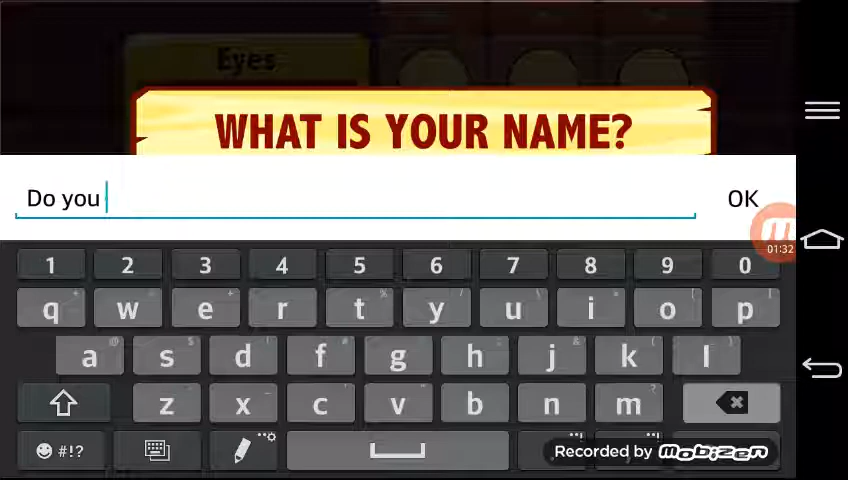 Eyes
WHAT IS YOUR NAME?
Do you
OK
01:32
1 2 3 4 5 6 7 8 9 0
q w e r t y u i o p
a s d f g h j k l
z x c v b n m
#!?
Recorded by mobizen